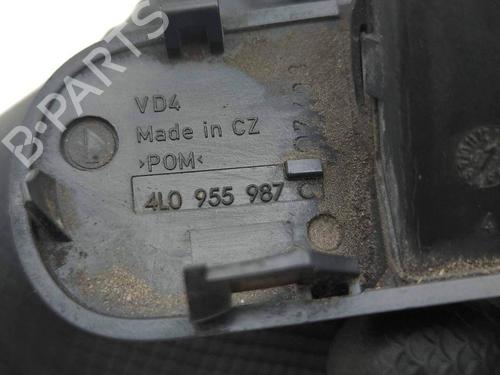 B-PARTS
VD4
Made in CZ
>POM<
4L0 955 987 C